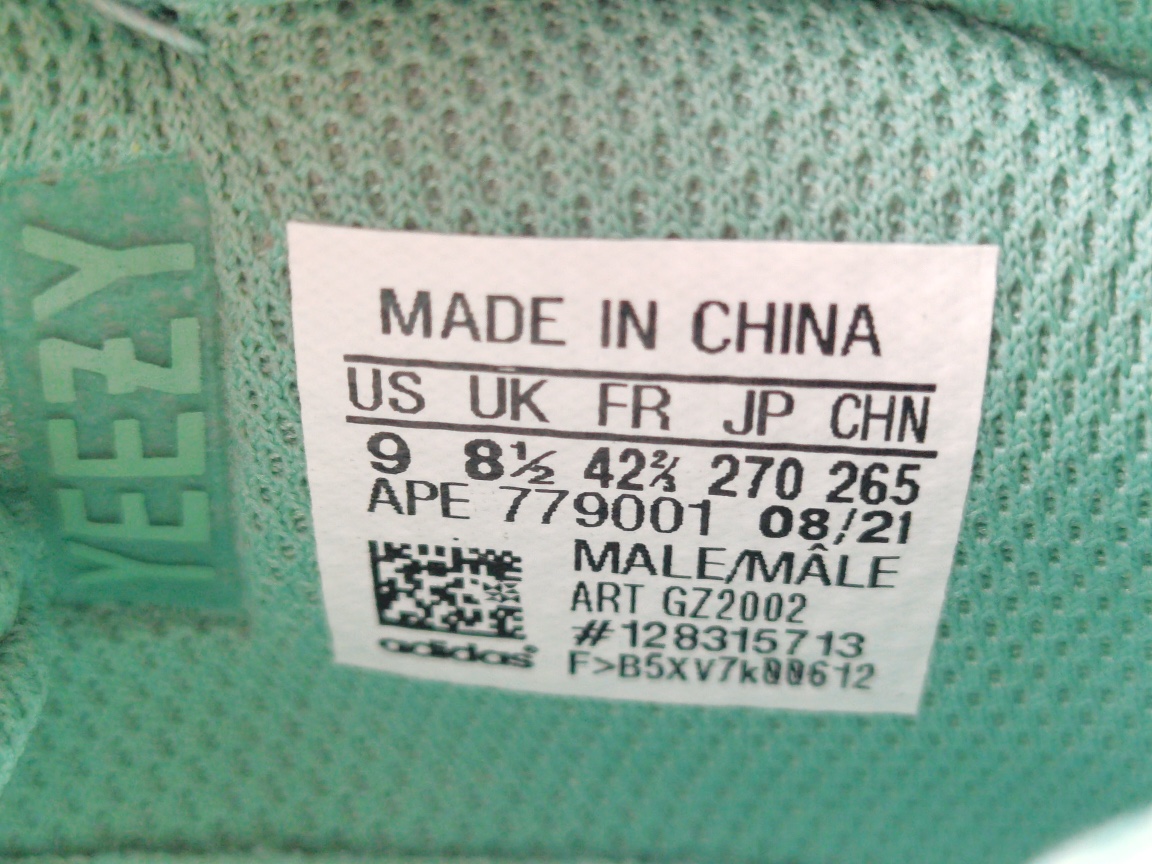 YEEZY
MADE IN CHINA
US UK FR JP CHN
9 8½ 42⅔ 270 265
APE 779001 08/21
MALE/MÂLE
ART GZ2002
#128315713
F>B5XV7k00612
adidas